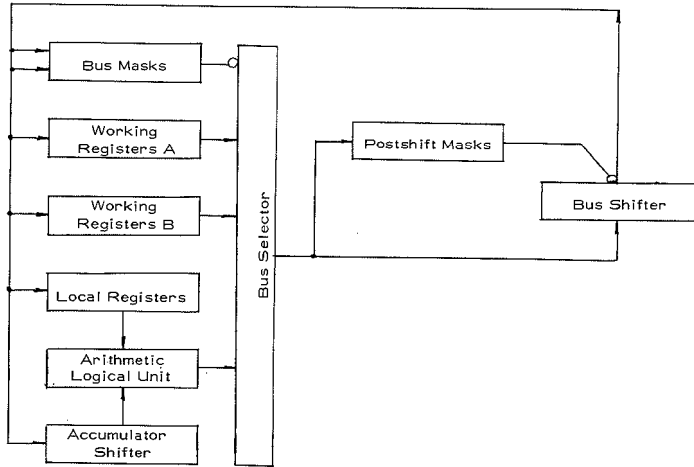 Bus Masks
Working
Registers A
Working
Registers B
Local Registers
Arithmetic
Logical Unit
Accumulator
Shifter
Bus Selector
Postshift Masks
Bus Shifter